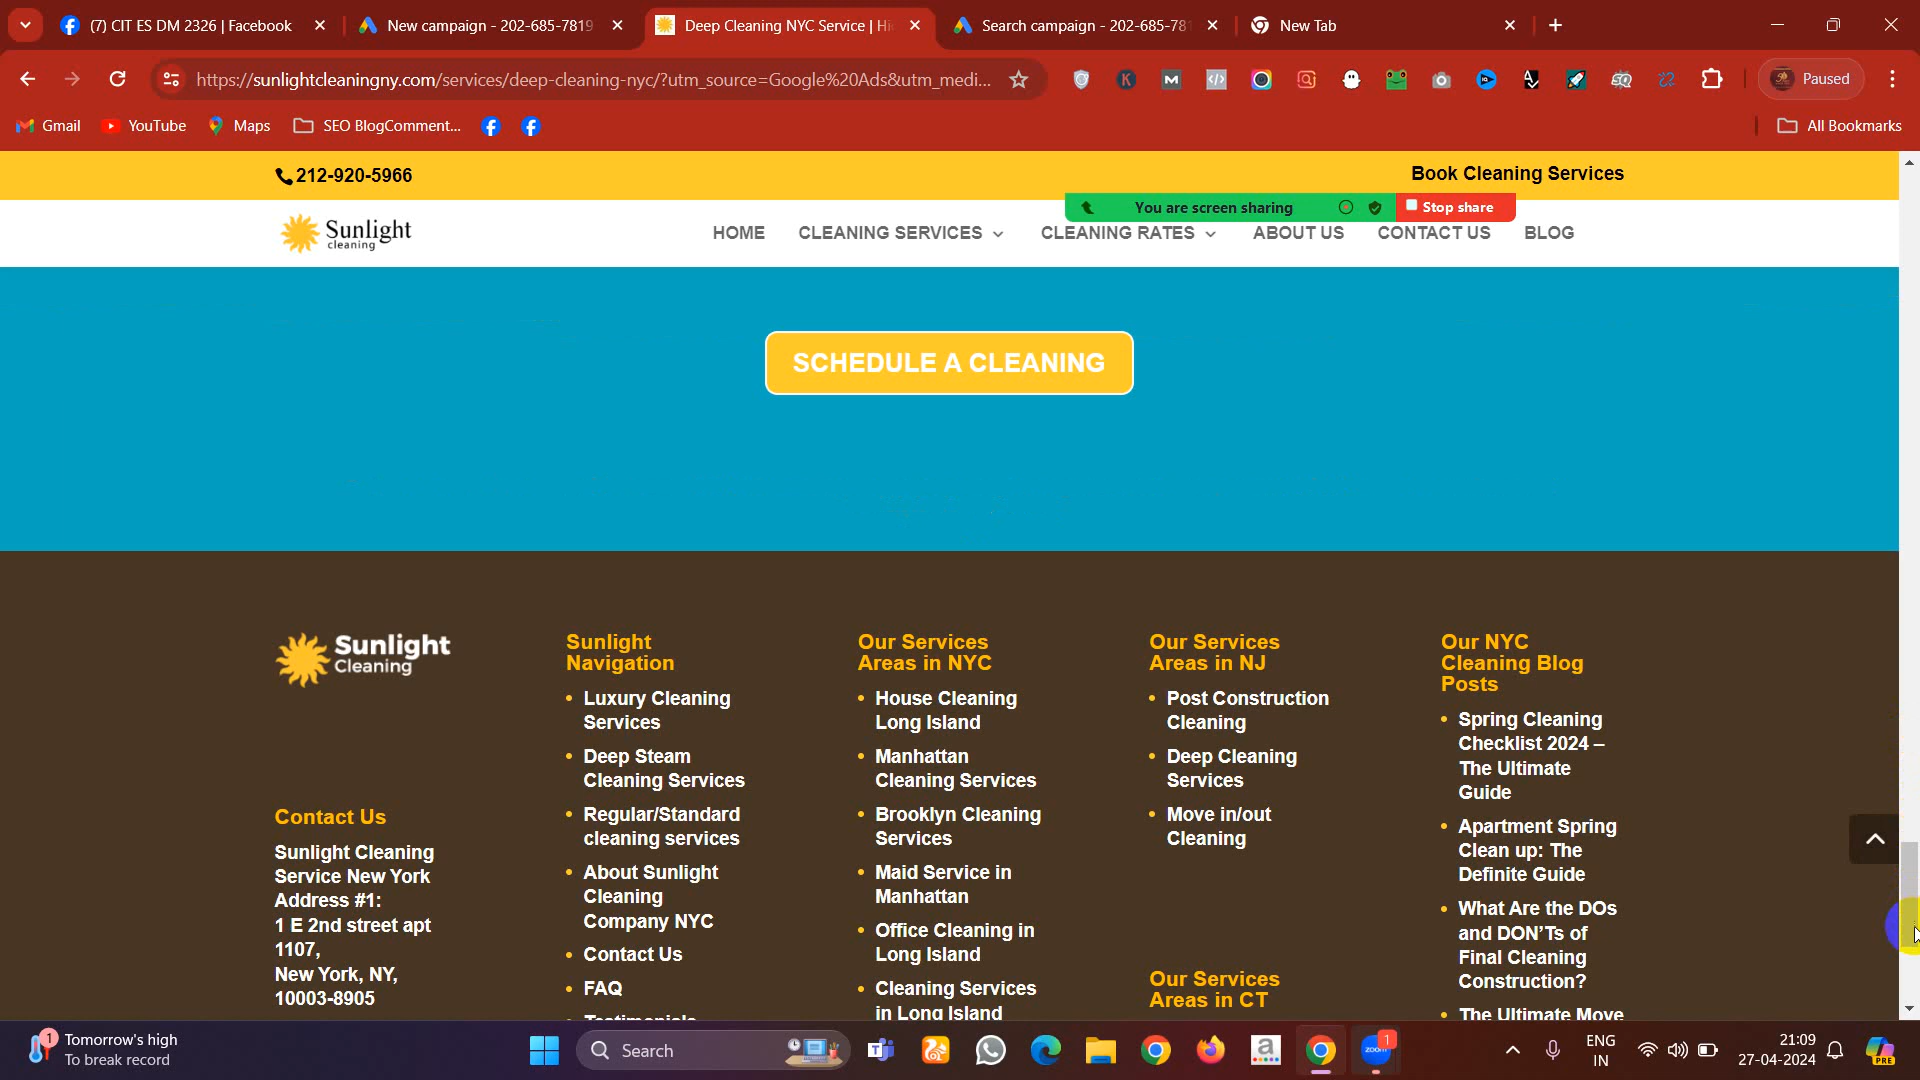 (7) CIT ES DM 2326 | Facebook
New campaign - 202-685-7819
Deep Cleaning NYC Service | Hi
Search campaign - 202-685-781
New Tab
https://sunlightcleaningny.com/services/deep-cleaning-nyc/?utm_source=Google%20Ads&utm_medi...
Paused
Gmail
YouTube
Maps
SEO BlogComment...
All Bookmarks
212-920-5966
Book Cleaning Services
You are screen sharing
Stop share
Sunlight
cleaning
HOME
CLEANING SERVICES
CLEANING RATES
ABOUT US
CONTACT US
BLOG
SCHEDULE A CLEANING
Sunlight
Cleaning
Contact Us
Sunlight Cleaning
Service New York
Address #1:
1 E 2nd street apt
1107,
New York, NY,
10003-8905
Sunlight
Navigation
Luxury Cleaning
Services
Deep Steam
Cleaning Services
Regular/Standard
cleaning services
About Sunlight
Cleaning
Company NYC
Contact Us
FAQ
Testimonials
Our Services
Areas in NYC
House Cleaning
Long Island
Manhattan
Cleaning Services
Brooklyn Cleaning
Services
Maid Service in
Manhattan
Office Cleaning in
Long Island
Cleaning Services
in Long Island
Our Services
Areas in NJ
Post Construction
Cleaning
Deep Cleaning
Services
Move in/out
Cleaning
Our Services
Areas in CT
Our NYC
Cleaning Blog
Posts
Spring Cleaning
Checklist 2024 –
The Ultimate
Guide
Apartment Spring
Clean up: The
Definite Guide
What Are the DOs
and DON'Ts of
Final Cleaning
Construction?
The Ultimate Move
1
Tomorrow's high
To break record
Search
zoom
1
ENG
IN
21:09
27-04-2024
PRE